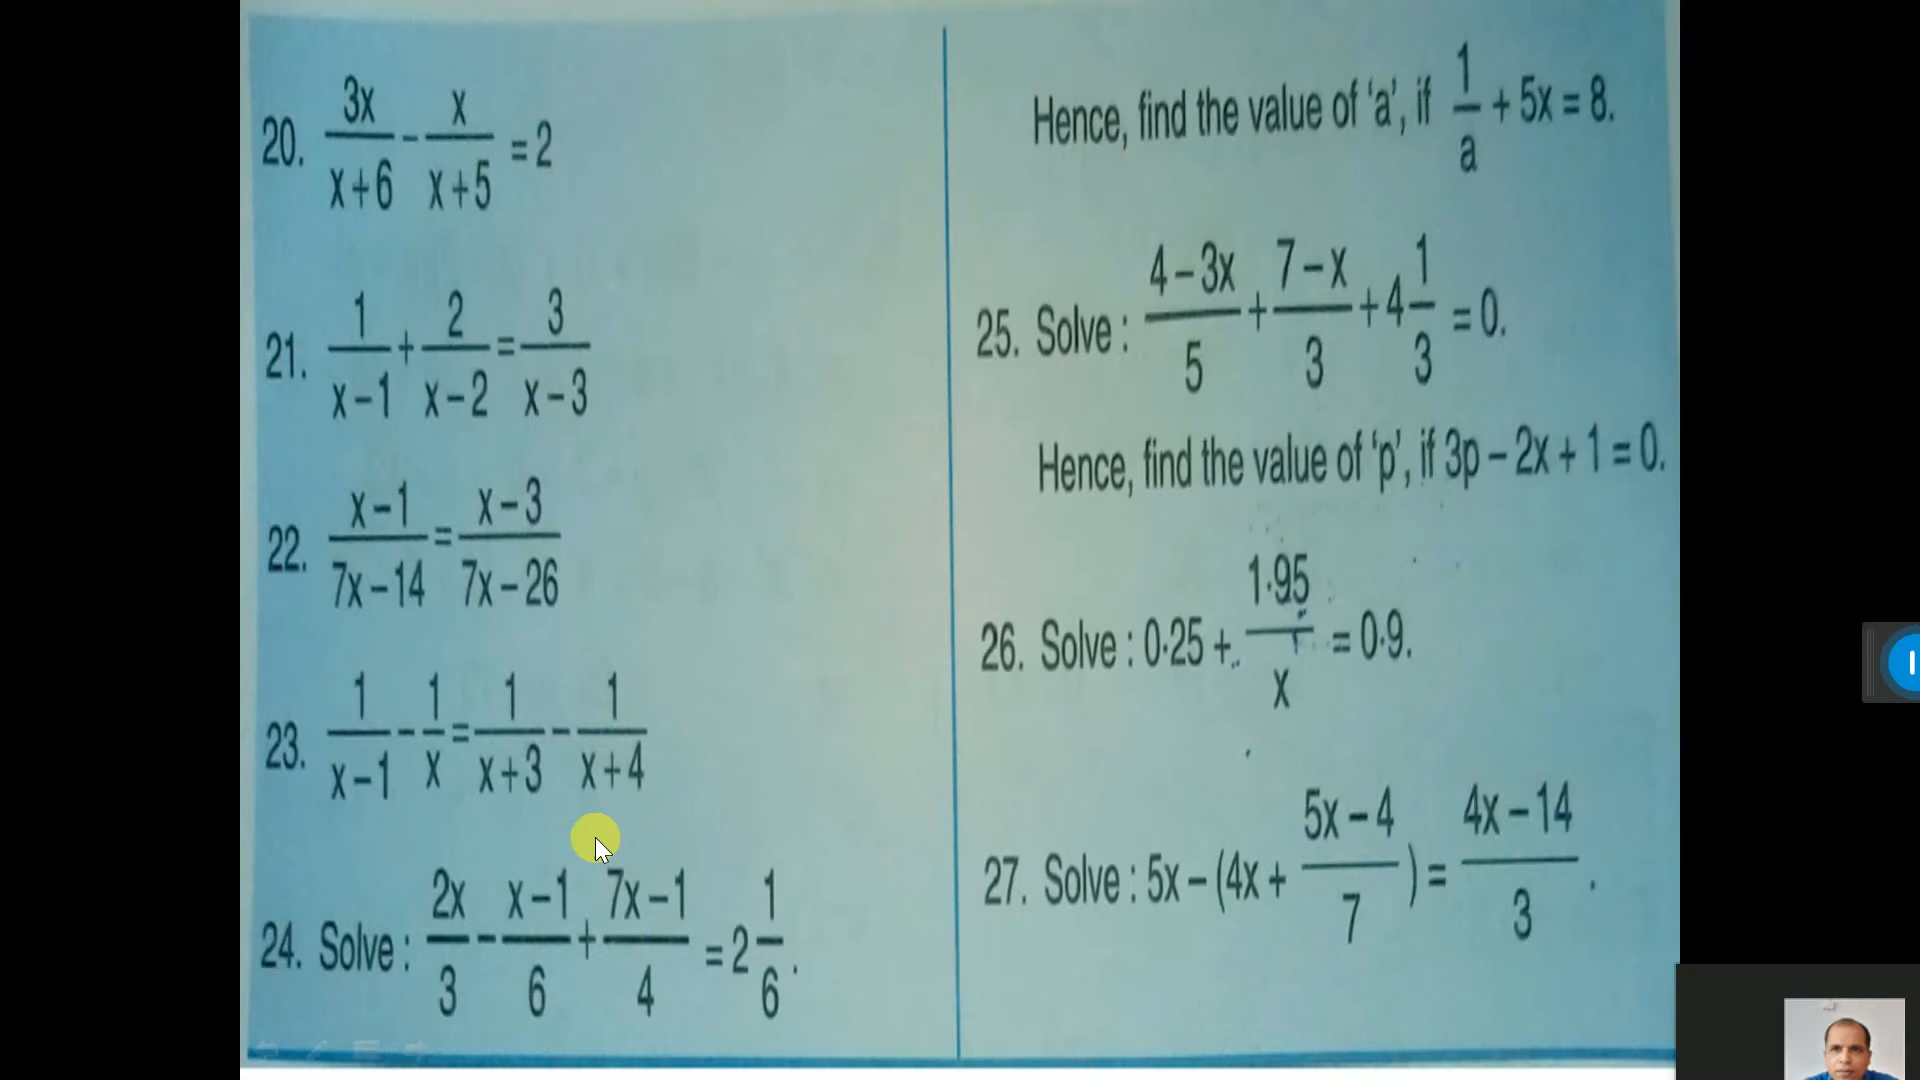 20. 3x/(x+6) - x/(x+5) = 2
21. 1/(x-1) + 2/(x-2) = 3/(x-3)
22. (x-1)/(7x-14) = (x-3)/(7x-26)
23. 1/(x-1) - 1/x = 1/(x+3) - 1/(x+4)
24. Solve : 2x/3 - (x-1)/6 + (7x-1)/4 = 2 1/6.
Hence, find the value of 'a', if 1/a + 5x = 8.
25. Solve : (4-3x)/5 + (7-x)/3 + 4 1/3 = 0.
Hence, find the value of 'p', if 3p - 2x + 1 = 0.
26. Solve : 0·25 + 1·95/x = 0·9.
27. Solve : 5x - (4x + (5x-4)/7) = (4x-14)/3.